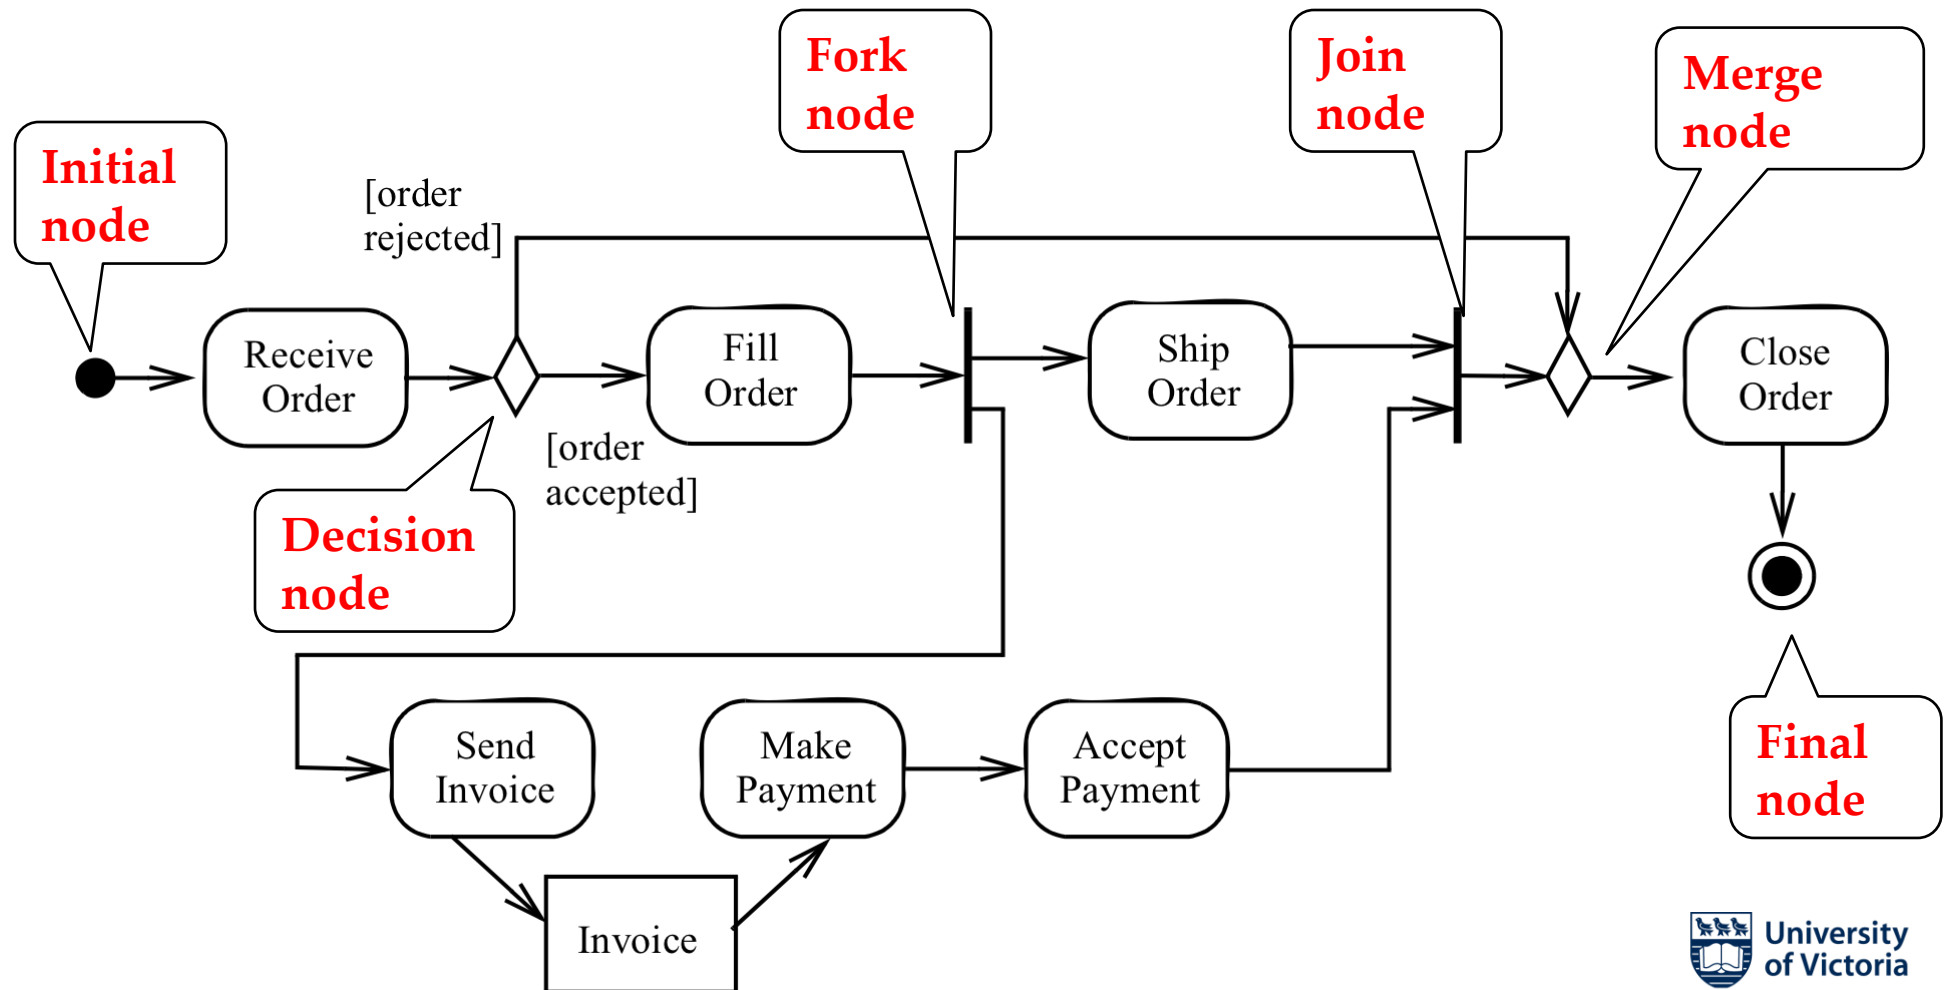 Fork
node
Join
node
Merge
node
Initial
node
[order
rejected]
Receive
Order
Fill
Order
Ship
Order
Close
Order
[order
accepted]
Decision
node
Send
Invoice
Make
Payment
Accept
Payment
Final
node
Invoice
University
of Victoria